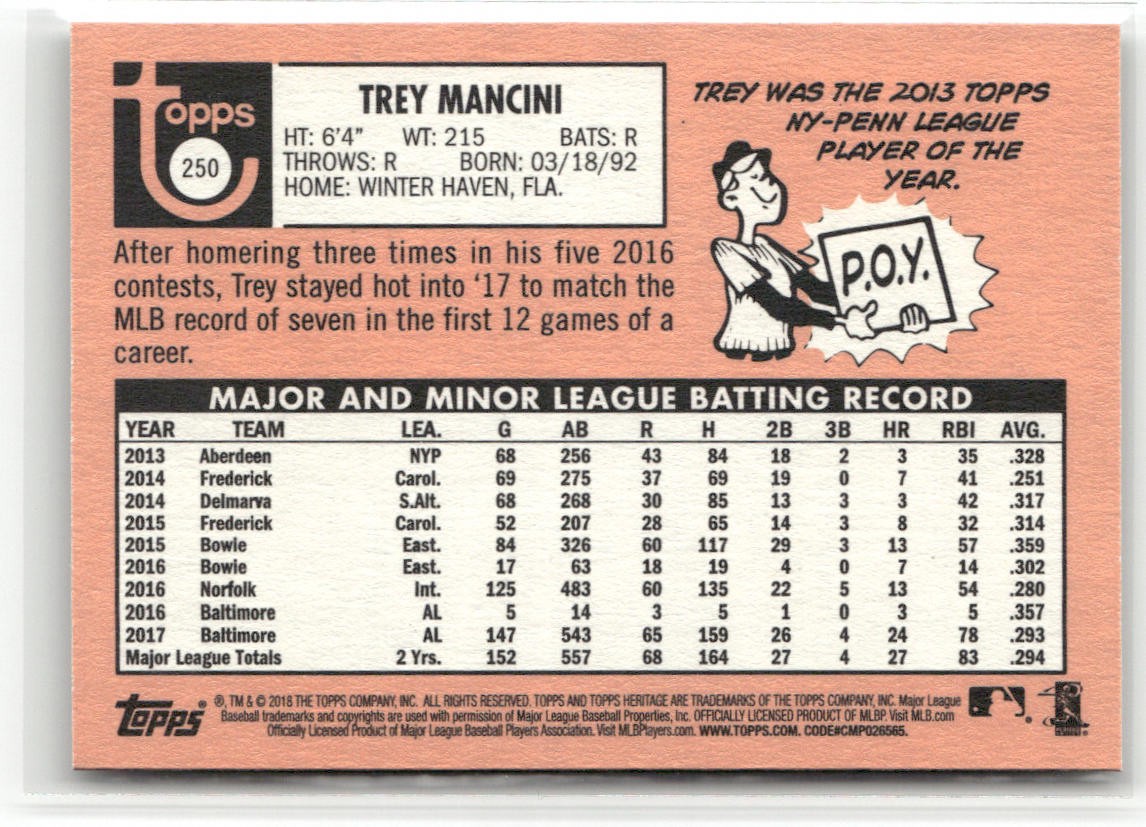 topps
250
TREY MANCINI
HT: 6'4" WT: 215 BATS: R
THROWS: R BORN: 03/18/92
HOME: WINTER HAVEN, FLA.
TREY WAS THE 2013 TOPPS
NY-PENN LEAGUE
PLAYER OF THE
YEAR.
P.O.Y.
After homering three times in his five 2016
contests, Trey stayed hot into '17 to match the
MLB record of seven in the first 12 games of a
career.
MAJOR AND MINOR LEAGUE BATTING RECORD
YEAR TEAM LEA. G AB R H 2B 3B HR RBI AVG.
2013 Aberdeen NYP 68 256 43 84 18 2 3 35 .328
2014 Frederick Carol. 69 275 37 69 19 0 7 41 .251
2014 Delmarva S.Alt. 68 268 30 85 13 3 3 42 .317
2015 Frederick Carol. 52 207 28 65 14 3 8 32 .314
2015 Bowie East. 84 326 60 117 29 3 13 57 .359
2016 Bowie East. 17 63 18 19 4 0 7 14 .302
2016 Norfolk Int. 125 483 60 135 22 5 13 54 .280
2016 Baltimore AL 5 14 3 5 1 0 3 5 .357
2017 Baltimore AL 147 543 65 159 26 4 24 78 .293
Major League Totals 2 Yrs. 152 557 68 164 27 4 27 83 .294
Topps ®, TM & © 2018 THE TOPPS COMPANY, INC. ALL RIGHTS RESERVED. TOPPS AND TOPPS HERITAGE ARE TRADEMARKS OF THE TOPPS COMPANY, INC. Major League
Baseball trademarks and copyrights are used with permission of Major League Baseball Properties, Inc. OFFICIALLY LICENSED PRODUCT OF MLBP. Visit MLB.com
Officially Licensed Product of Major League Baseball Players Association. Visit MLBPlayers.com. WWW.TOPPS.COM. CODE#CMP026565.